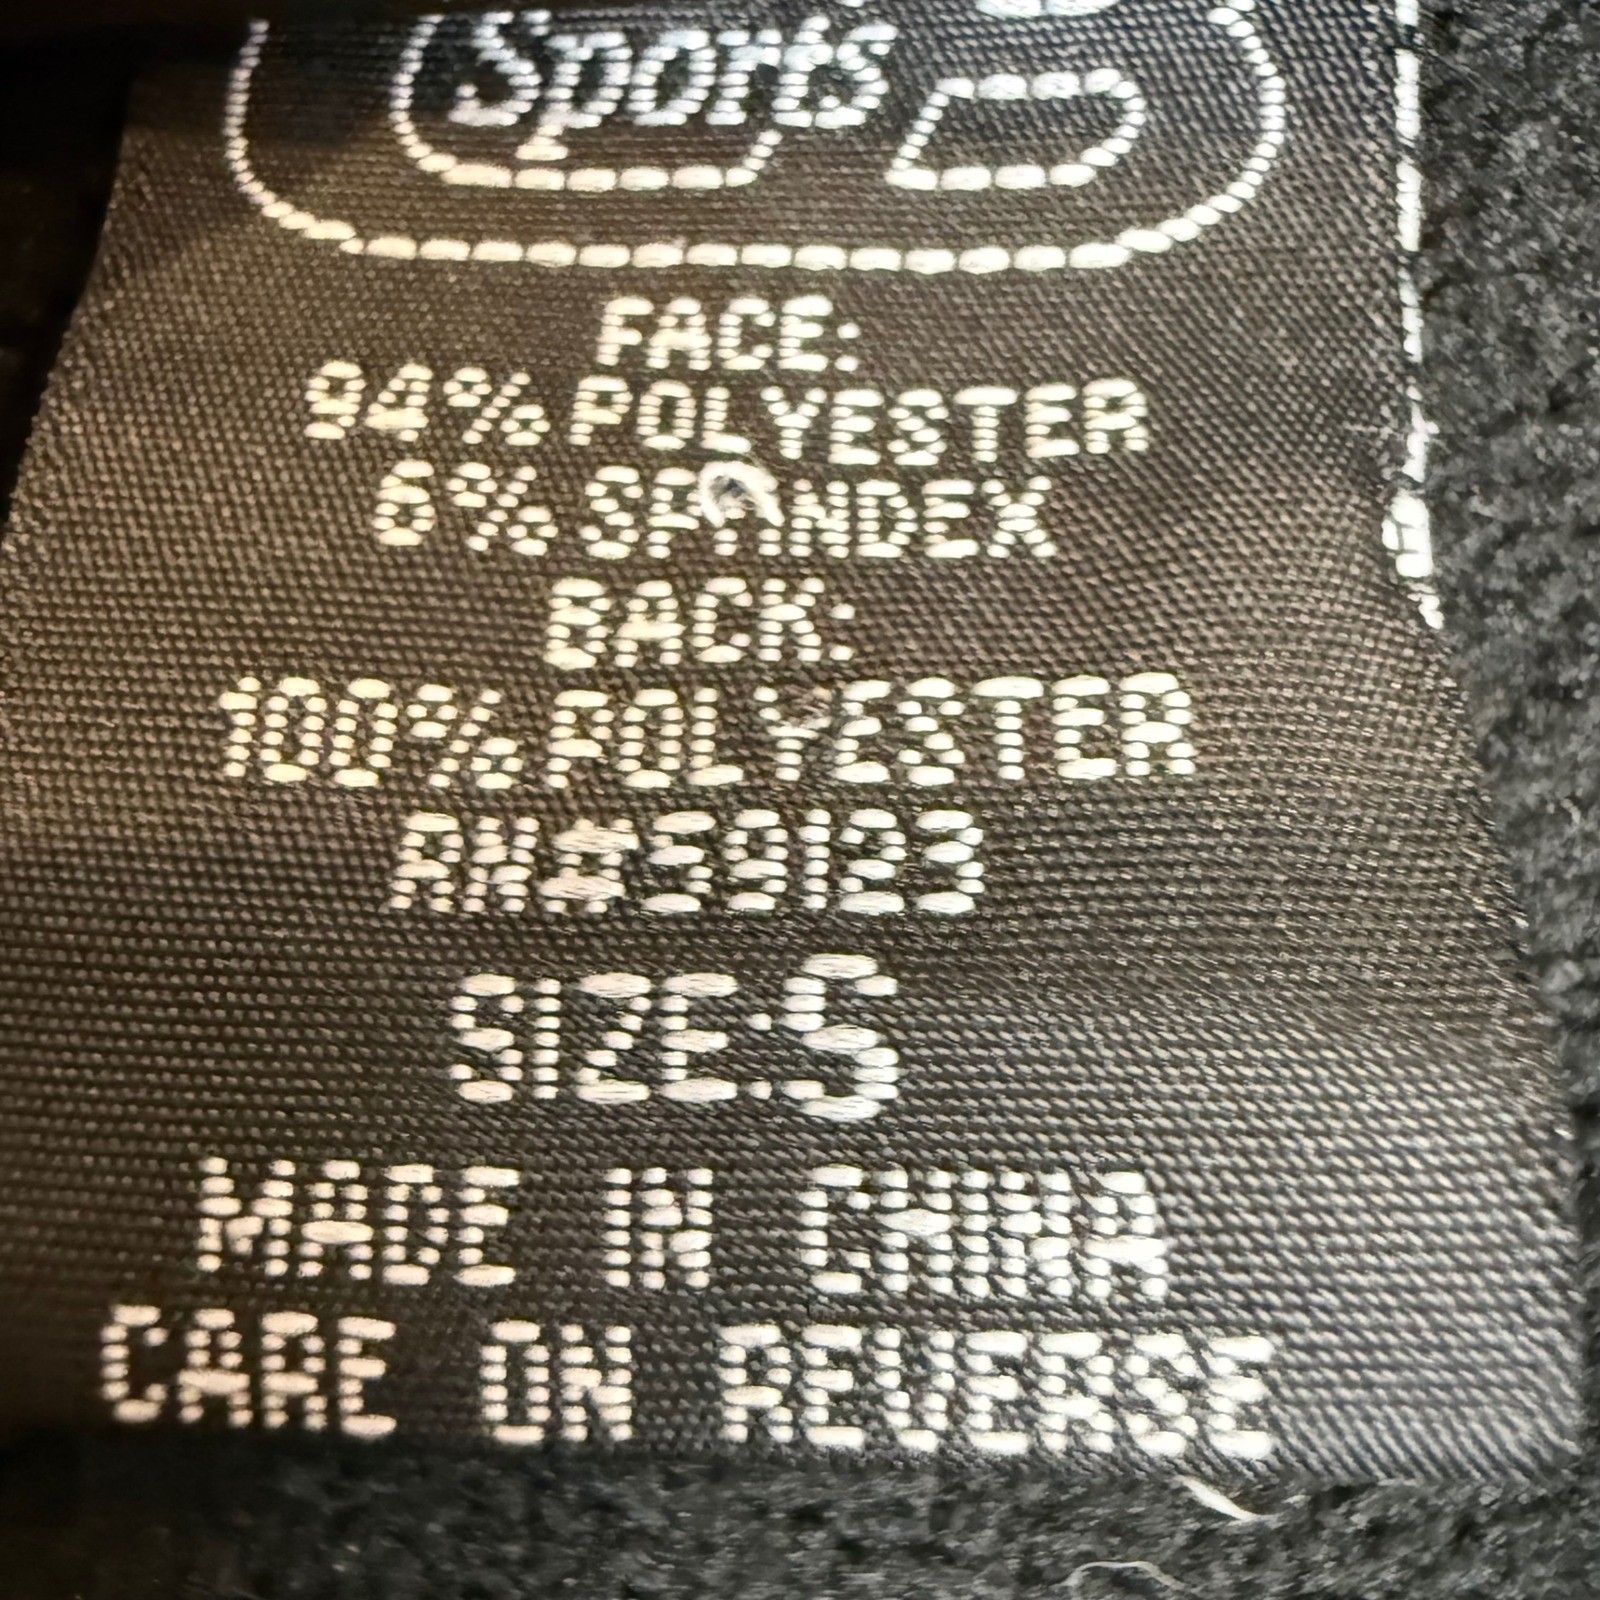 Sports
FACE:
94% POLYESTER
6% SPANDEX
BACK:
100% POLYESTER
RN#59123
SIZE:S
MADE IN CHINA
CARE ON REVERSE